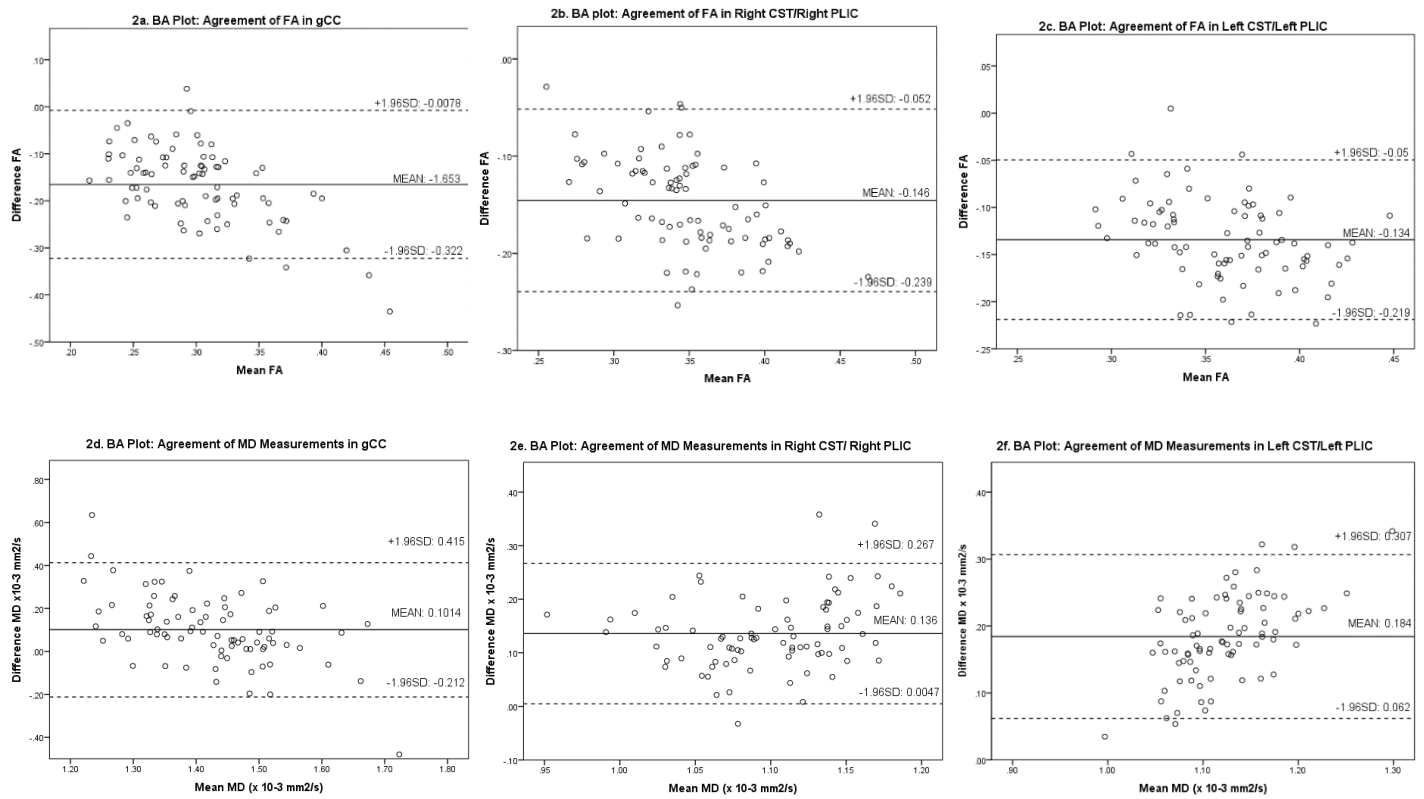 2a. BA Plot: Agreement of FA in gCC
Difference FA
.10
.00
-.10
-.20
-.30
-.40
-.50
+1.96SD: -0.0078
MEAN: -1.653
-1.96SD: -0.322
.20 .25 .30 .35 .40 .45 .50
Mean FA
2b. BA plot: Agreement of FA in Right CST/Right PLIC
Difference FA
.00
-.10
-.20
-.30
+1.96SD: -0.052
MEAN: -0.146
-1.96SD: -0.239
.25 .30 .35 .40 .45 .50
Mean FA
2c. BA Plot: Agreement of FA in Left CST/Left PLIC
Difference FA
.05
.00
-.05
-.10
-.15
-.20
-.25
+1.96SD: -0.05
MEAN: -0.134
-1.96SD: -0.219
.25 .30 .35 .40 .45
Mean FA
2d. BA Plot: Agreement of MD Measurements in gCC
Difference MD x10-3 mm2/s
.80
.60
.40
.20
.00
-.20
-.40
+1.96SD: 0.415
MEAN: 0.1014
-1.96SD: -0.212
1.20 1.30 1.40 1.50 1.60 1.70 1.80
Mean MD (x 10-3 mm2/s)
2e. BA Plot: Agreement of MD Measurements in Right CST/ Right PLIC
Difference MD x 10-3 mm2/s
.40
.30
.20
.10
.00
-.10
+1.96SD: 0.267
MEAN: 0.136
-1.96SD: 0.0047
.95 1.00 1.05 1.10 1.15 1.20
Mean MD (x 10-3 mm2/s)
2f. BA Plot: Agreement of MD Measurements in Left CST/Left PLIC
Difference MD x 10-3 mm2/s
.40
.30
.20
.10
.00
+1.96SD: 0.307
MEAN: 0.184
-1.96SD: 0.062
.90 1.00 1.10 1.20 1.30
Mean MD (x 10-3 mm2/s)